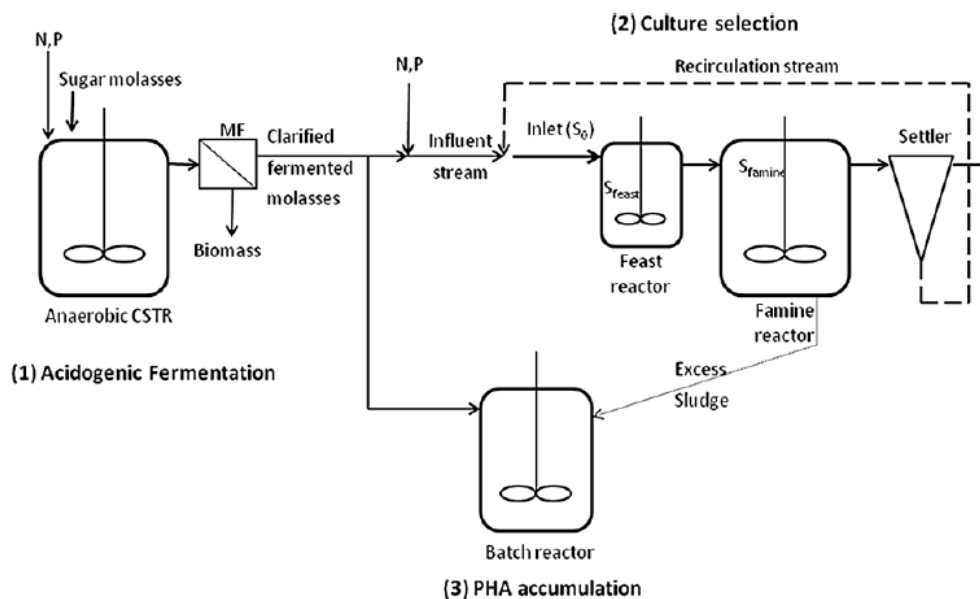 (2) Culture selection
N,P
Sugar molasses
MF
Clarified
fermented
molasses
Biomass
Anaerobic CSTR
(1) Acidogenic Fermentation
N,P
Influent
stream
Recirculation stream
Inlet (S0)
Sfeast
Feast
reactor
Sfamine
Famine
reactor
Settler
Excess
Sludge
Batch reactor
(3) PHA accumulation